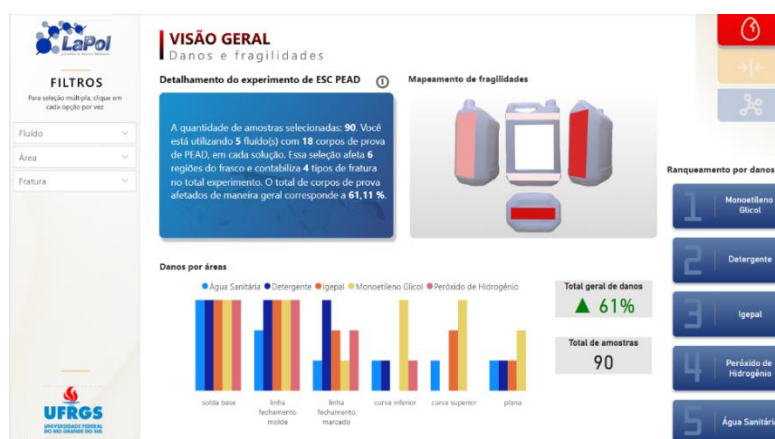 LaPol
FILTROS
Para seleção múltipla, clique em
cada opção por vez
Fluído
Área
Fratura
UFRGS
UNIVERSIDADE FEDERAL
DO RIO GRANDE DO SUL
VISÃO GERAL
Danos e fragilidades
Detalhamento do experimento de ESC PEAD
A quantidade de amostras selecionadas: 90. Você
está utilizando 5 fluído(s) com 18 corpos de prova
de PEAD, em cada solução. Essa seleção afeta 6
regiões do frasco e contabiliza 4 tipos de fratura
no total experimento. O total de corpos de prova
afetados de maneira geral corresponde a 61,11 %.
Mapeamento de fragilidades
Danos por áreas
Água Sanitária Detergente Igepal Monoetileno Glicol Peróxido de Hidrogênio
solda base
linha
fechamento
molde
linha
fechamento
marcado
curva inferior
curva superior
plana
Total geral de danos
▲ 61%
Total de amostras
90
Ranqueamento por danos
1 Monoetileno
Glicol
2 Detergente
3 Igepal
4 Peróxido de
Hidrogênio
5 Água Sanitári